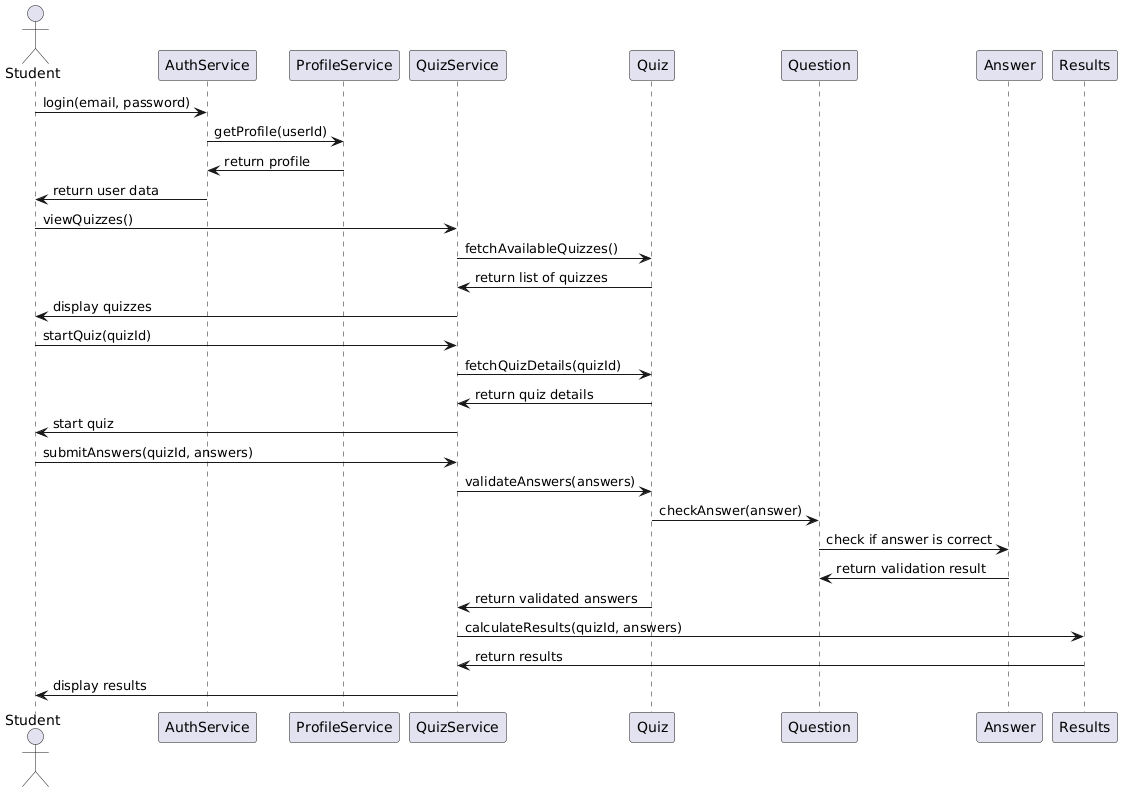 Student
AuthService
ProfileService
QuizService
Quiz
Question
Answer
Results
login(email, password)
getProfile(userId)
return profile
return user data
viewQuizzes()
fetchAvailableQuizzes()
return list of quizzes
display quizzes
startQuiz(quizId)
fetchQuizDetails(quizId)
return quiz details
start quiz
submitAnswers(quizId, answers)
validateAnswers(answers)
checkAnswer(answer)
check if answer is correct
return validation result
return validated answers
calculateResults(quizId, answers)
return results
display results
Student
AuthService
ProfileService
QuizService
Quiz
Question
Answer
Results